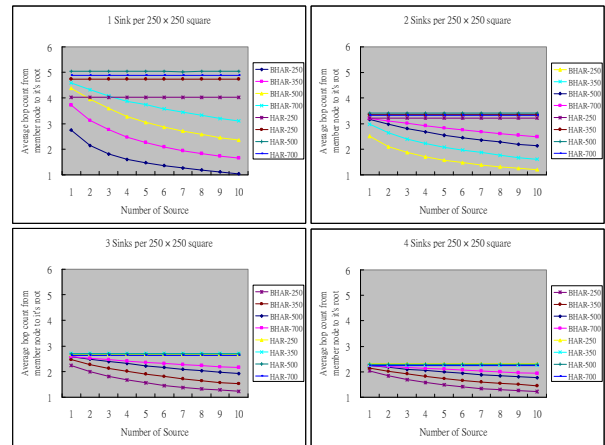 1 Sink per 250 × 250 square
Average hop count from
member node to it's root
6
5
4
3
2
1
1 2 3 4 5 6 7 8 9 10
Number of Source
BHAR-250
BHAR-350
BHAR-500
BHAR-700
HAR-250
HAR-250
HAR-500
HAR-700
2 Sinks per 250 × 250 square
Average hop count from
member node to it's root
6
5
4
3
2
1
1 2 3 4 5 6 7 8 9 10
Number of Source
BHAR-250
BHAR-350
BHAR-500
BHAR-700
HAR-250
HAR-350
HAR-500
HAR-700
3 Sinks per 250 × 250 square
Average hop count from
member node to it's root
6
5
4
3
2
1
1 2 3 4 5 6 7 8 9 10
Number of Source
BHAR-250
BHAR-350
BHAR-500
BHAR-700
HAR-250
HAR-350
HAR-500
HAR-700
4 Sinks per 250 × 250 square
Average hop count from
member node to it's root
6
5
4
3
2
1
1 2 3 4 5 6 7 8 9 10
Number of Source
BHAR-250
BHAR-350
BHAR-500
BHAR-700
HAR-250
HAR-350
HAR-500
HAR-700